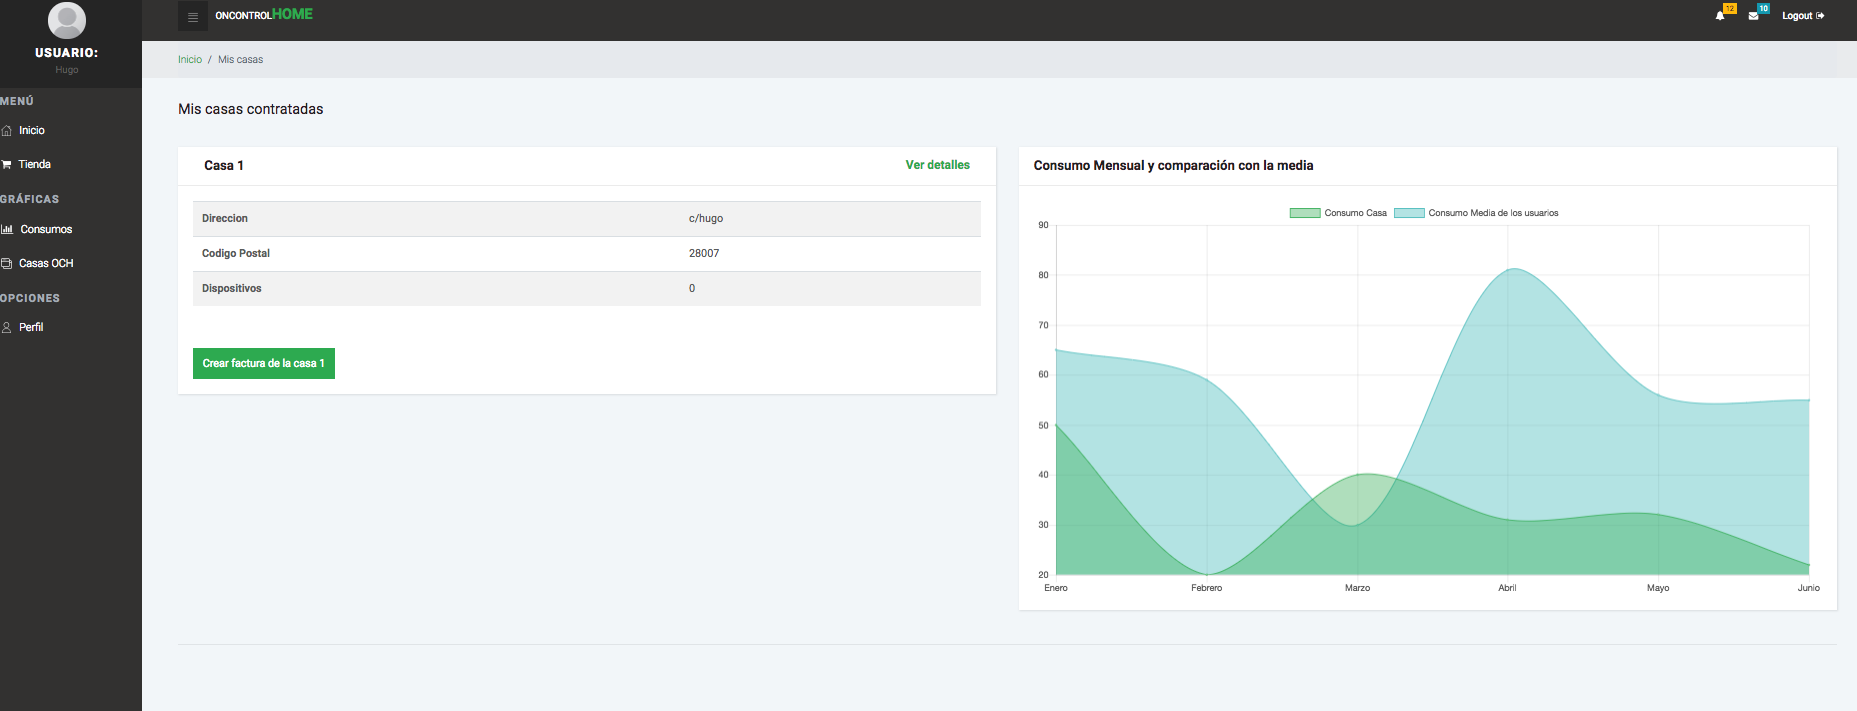 USUARIO:
Hugo
MENÚ
Inicio
Tienda
GRÁFICAS
Consumos
Casas OCH
OPCIONES
Perfil
ONCONTROLHOME
12
10
Logout
Inicio / Mis casas
Mis casas contratadas
Casa 1
Ver detalles
Direccion c/hugo
Codigo Postal 28007
Dispositivos 0
Crear factura de la casa 1
Consumo Mensual y comparación con la media
Consumo Casa Consumo Media de los usuarios
90
80
70
60
50
40
30
20
Enero Febrero Marzo Abril Mayo Junio